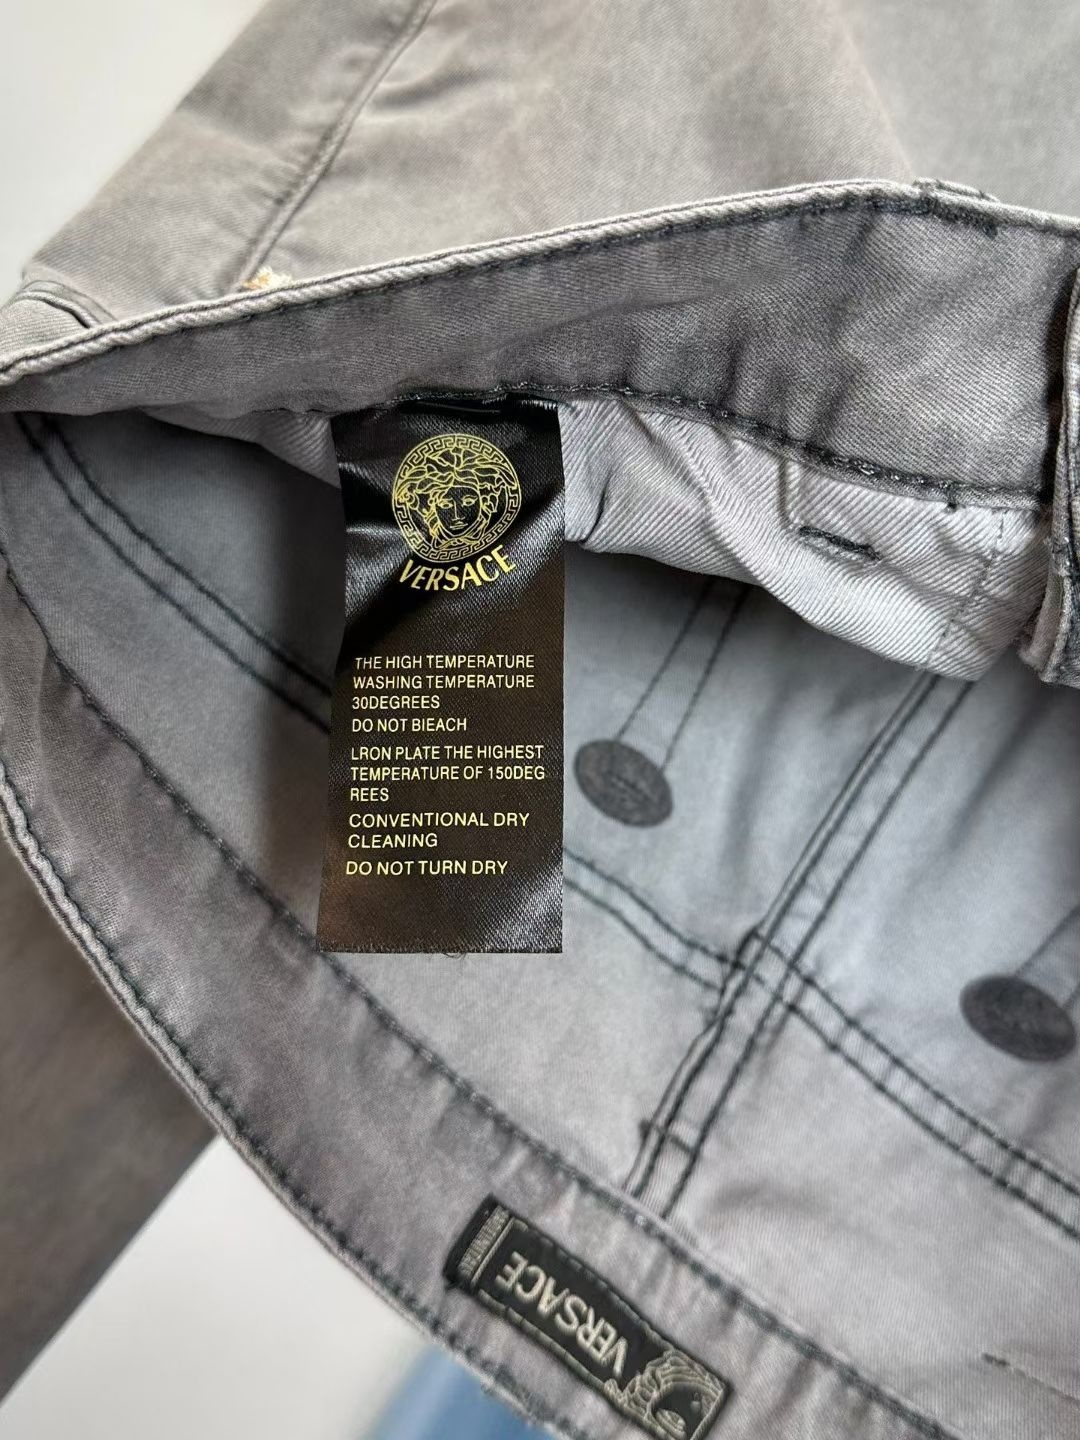 VERSACE
THE HIGH TEMPERATURE
WASHING TEMPERATURE
30DEGREES
DO NOT BIEACH
LRON PLATE THE HIGHEST
TEMPERATURE OF 150DEG
REES
CONVENTIONAL DRY
CLEANING
DO NOT TURN DRY
VERSACE